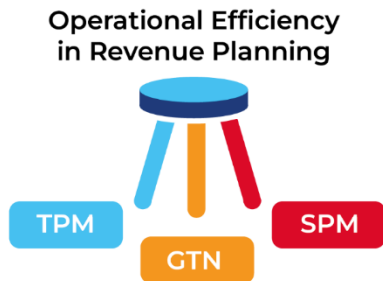 Operational Efficiency
in Revenue Planning
TPM
GTN
SPM